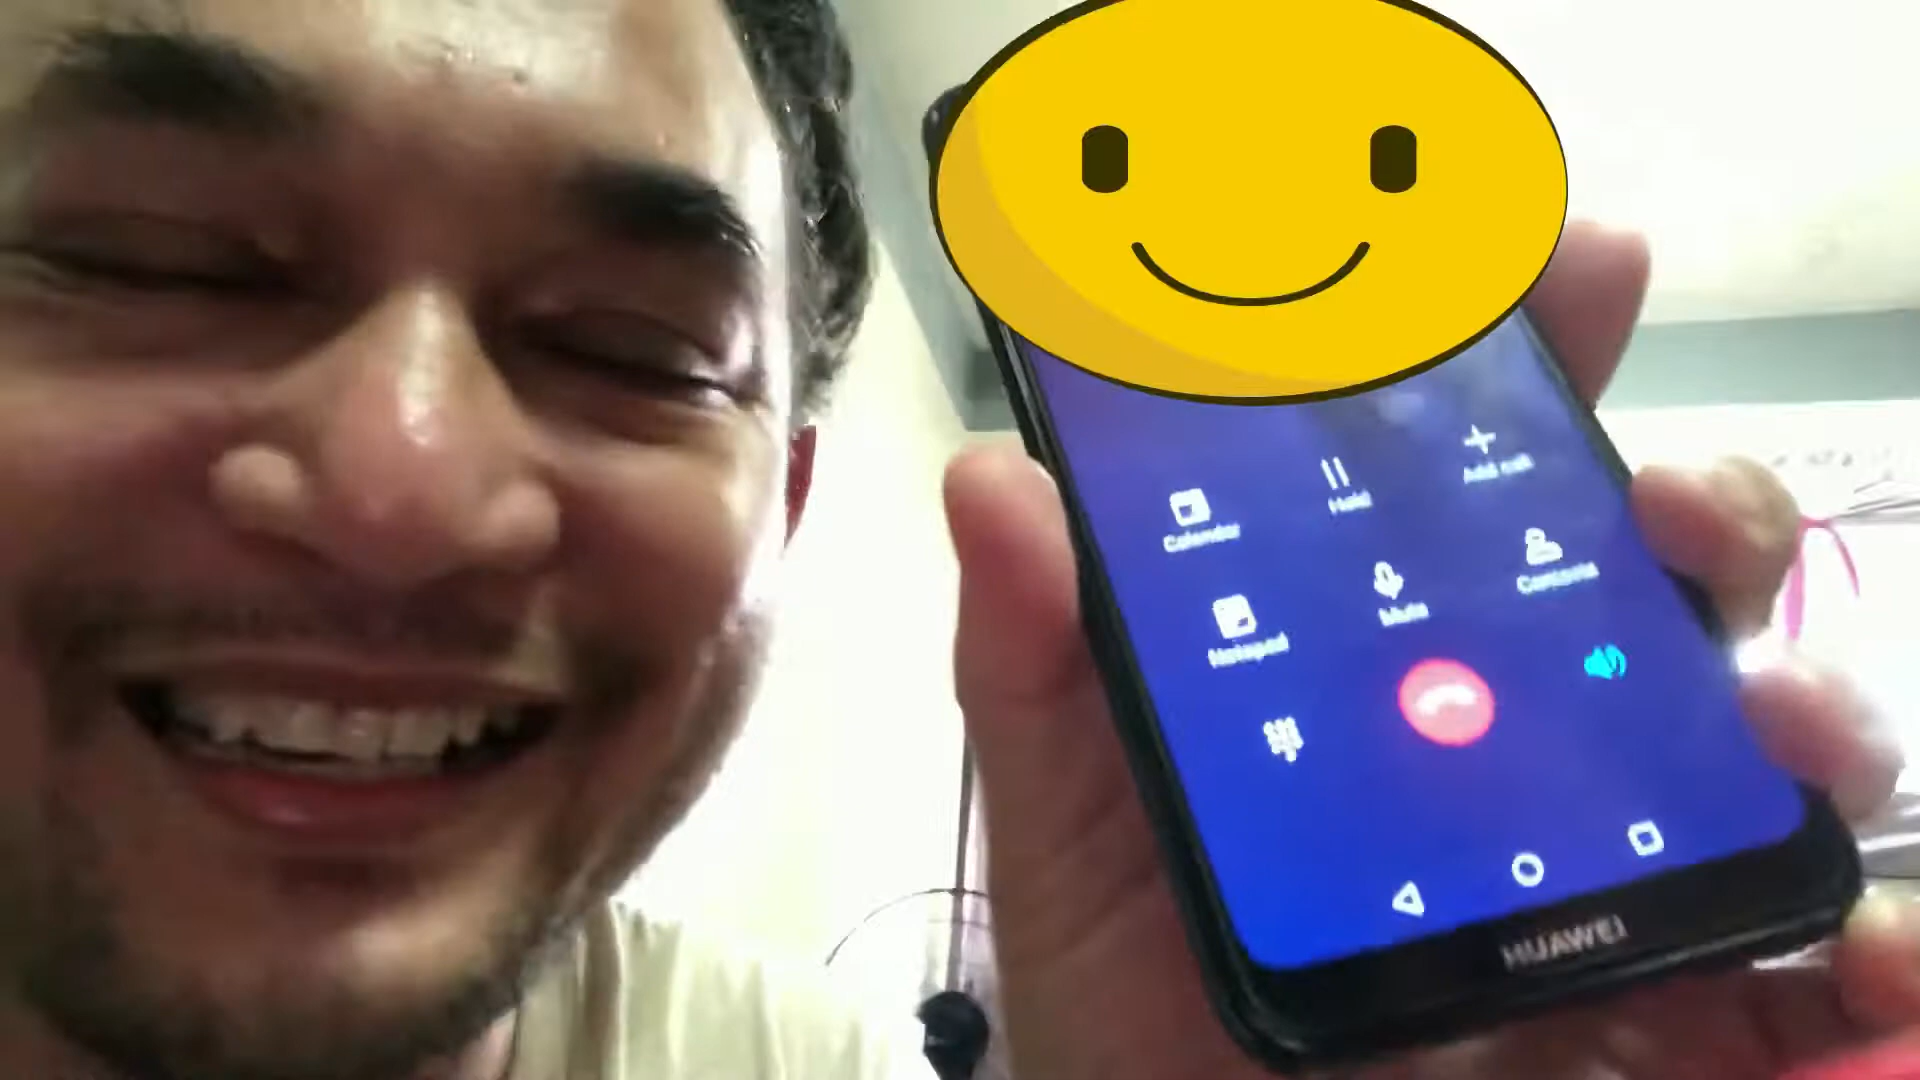 Add call
Hold
Calendar
Contacts
Mute
Notepad
HUAWEI